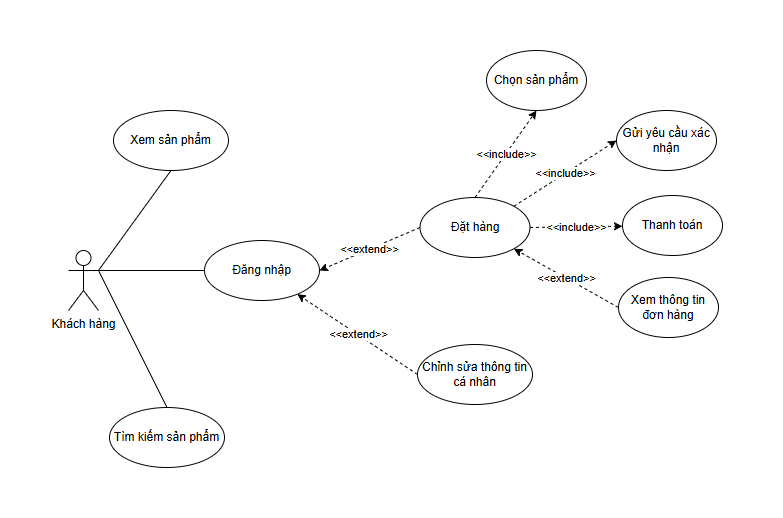 Chọn sản phẩm
Xem sản phẩm
Gửi yêu cầu xác
nhận
<<include>>
<<include>>
Đặt hàng
<<include>>
Thanh toán
<<extend>>
Đăng nhập
<<extend>>
Xem thông tin
đơn hàng
Khách hàng
<<extend>>
Chỉnh sửa thông tin
cá nhân
Tìm kiếm sản phẩm